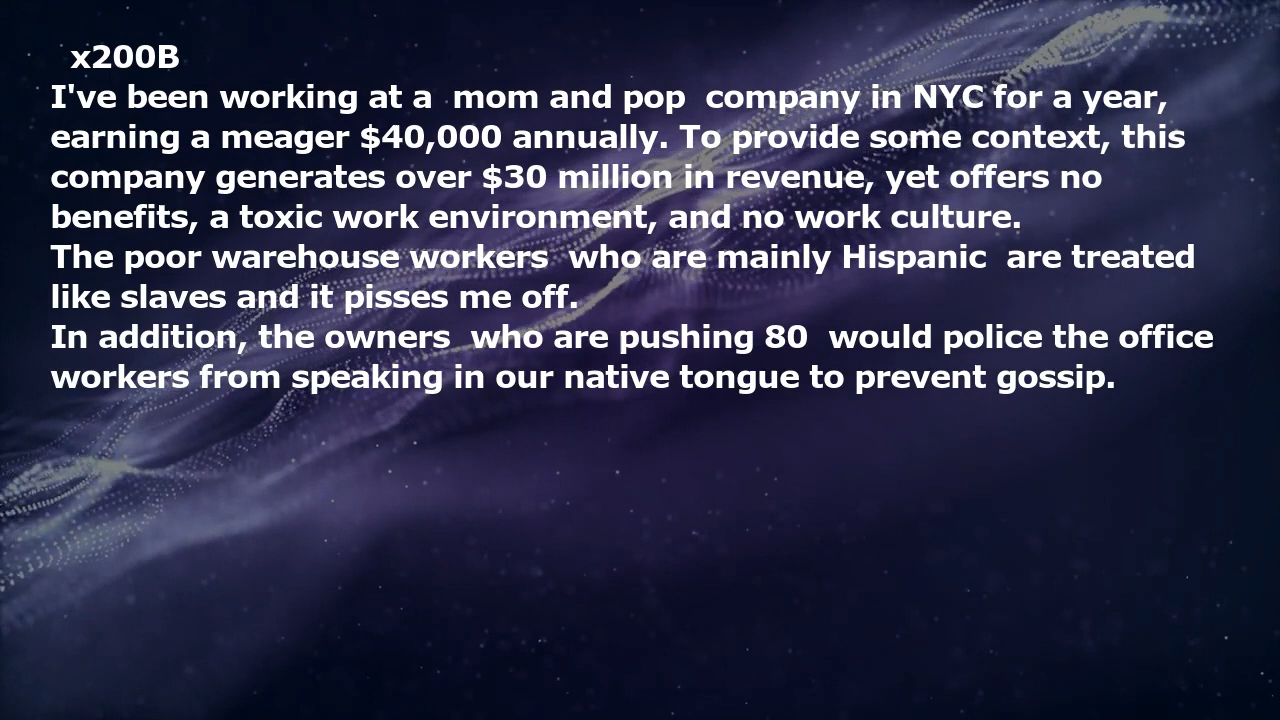 x200B
I've been working at a  mom and pop  company in NYC for a year,
earning a meager $40,000 annually. To provide some context, this
company generates over $30 million in revenue, yet offers no
benefits, a toxic work environment, and no work culture.
The poor warehouse workers  who are mainly Hispanic  are treated
like slaves and it pisses me off.
In addition, the owners  who are pushing 80  would police the office
workers from speaking in our native tongue to prevent gossip.